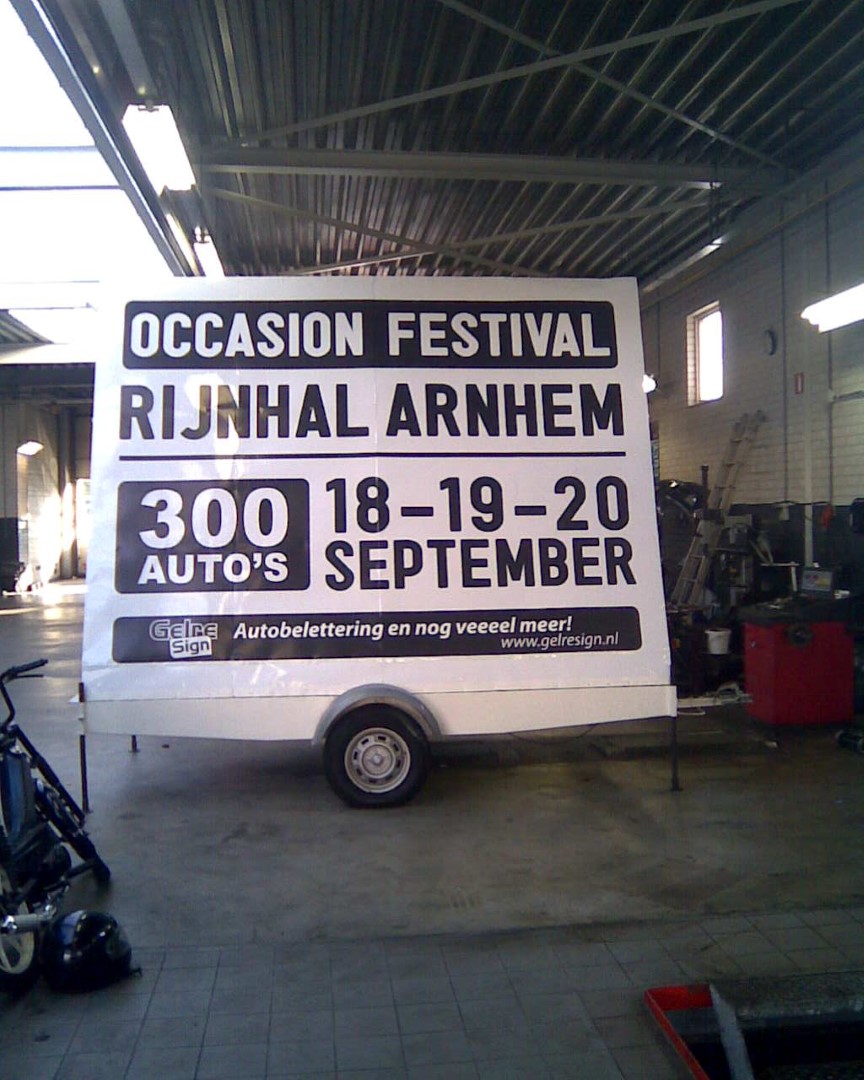 OCCASION FESTIVAL
RIJNHAL ARNHEM
300
AUTO'S
18-19-20
SEPTEMBER
Gelre
Sign
Autobelettering en nog veeeel meer!
www.gelresign.nl